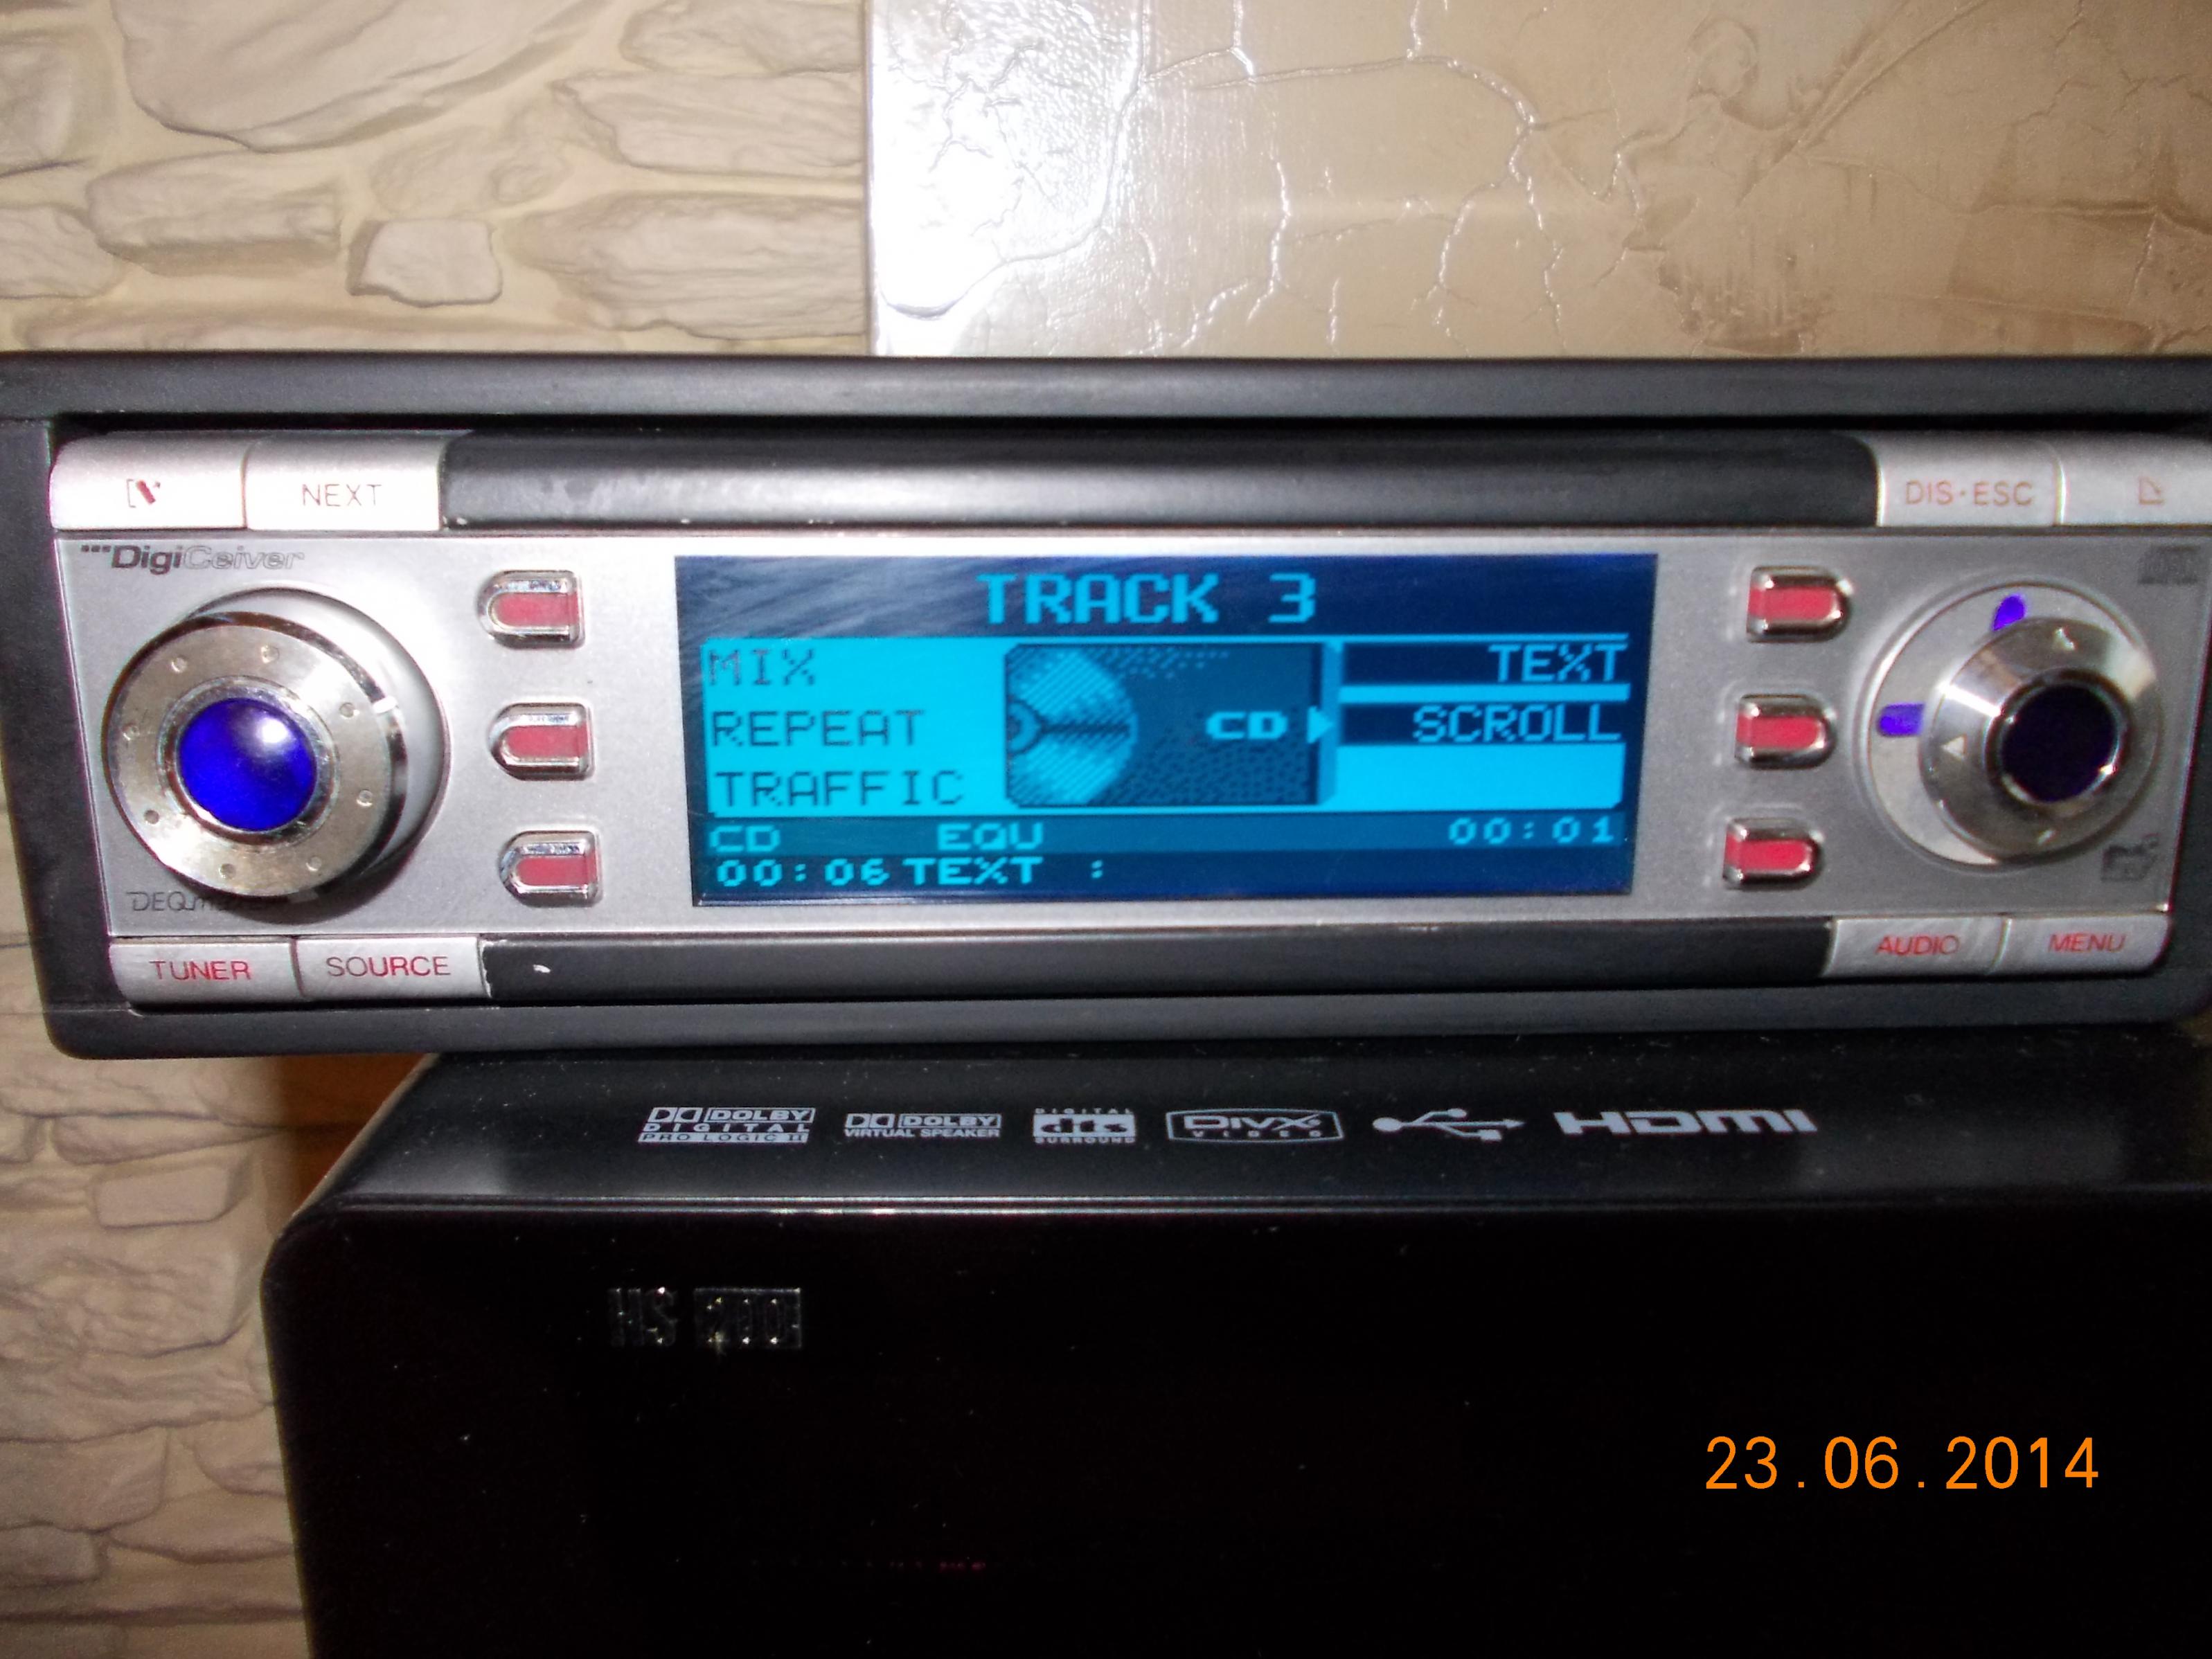 NEXT
DIS·ESC
DigiCeiver
TRACK 3
MIX
TEXT
REPEAT
CD
SCROLL
TRAFFIC
CD EQU 00:01
00:06 TEXT :
TUNER
SOURCE
AUDIO
MENU
DOLBY
DIGITAL
PRO LOGIC II
DOLBY
VIRTUAL SPEAKER
DIGITAL
dts
SURROUND
DIVX
VIDEO
HDMI
HS 200
23.06.2014